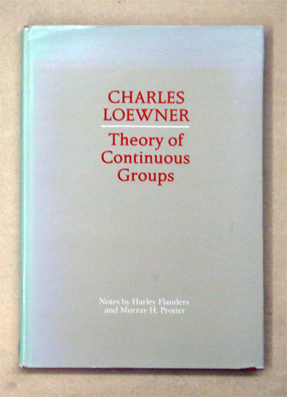 CHARLES
LOEWNER
Theory of
Continuous
Groups
Notes by Harley Flanders
and Murray H. Protter